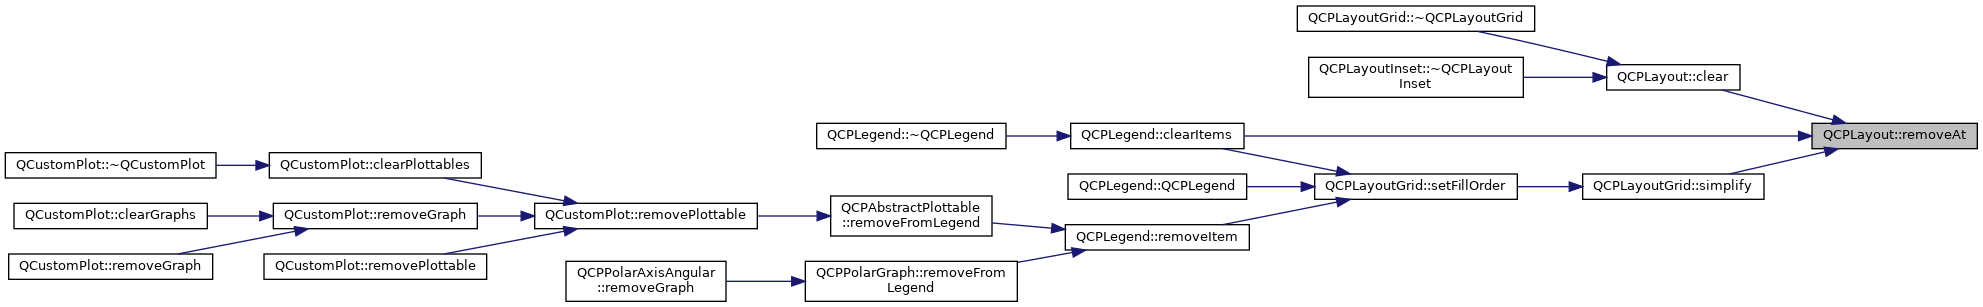 QCPLayoutGrid::~QCPLayoutGrid
QCPLayoutInset::~QCPLayout
Inset
QCPLayout::clear
QCPLegend::~QCPLegend
QCPLegend::clearItems
QCPLayout::removeAt
QCustomPlot::~QCustomPlot
QCustomPlot::clearPlottables
QCPLegend::QCPLegend
QCPLayoutGrid::setFillOrder
QCPLayoutGrid::simplify
QCustomPlot::clearGraphs
QCustomPlot::removeGraph
QCustomPlot::removePlottable
QCPAbstractPlottable
::removeFromLegend
QCPLegend::removeItem
QCustomPlot::removeGraph
QCustomPlot::removePlottable
QCPPolarAxisAngular
::removeGraph
QCPPolarGraph::removeFrom
Legend